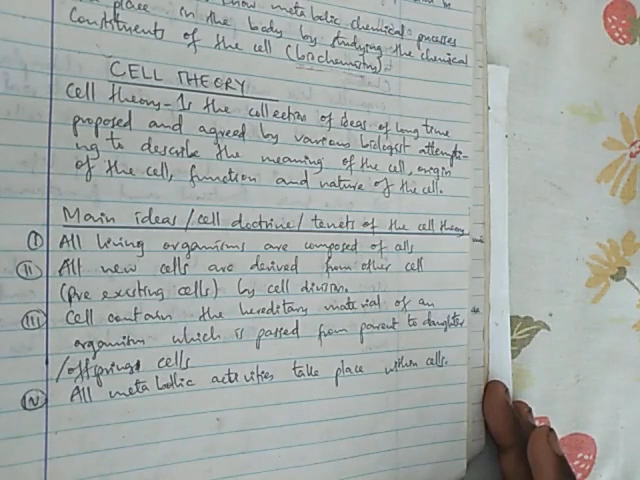 place in the body by studying the chemical
know metabolic chemical processes
Constituents of the cell (biochemistry).
CELL THEORY
Cell theory - Is the collection of ideas of long time
proposed and agreed by various biologist attempti-
ng to describe the meaning of the cell, origin
of the cell, function and nature of the cell.
Main ideas / cell doctrine / tenets of the cell theory
(I) All living organisms are composed of cells
(II) All new cells are derived from other cell
(pre existing cells) by cell division.
(III) Cell contain the hereditary material of an
organism which is passed from parent to daughter
/offsprings cells
(IV) All metabolic activities take place within cells.